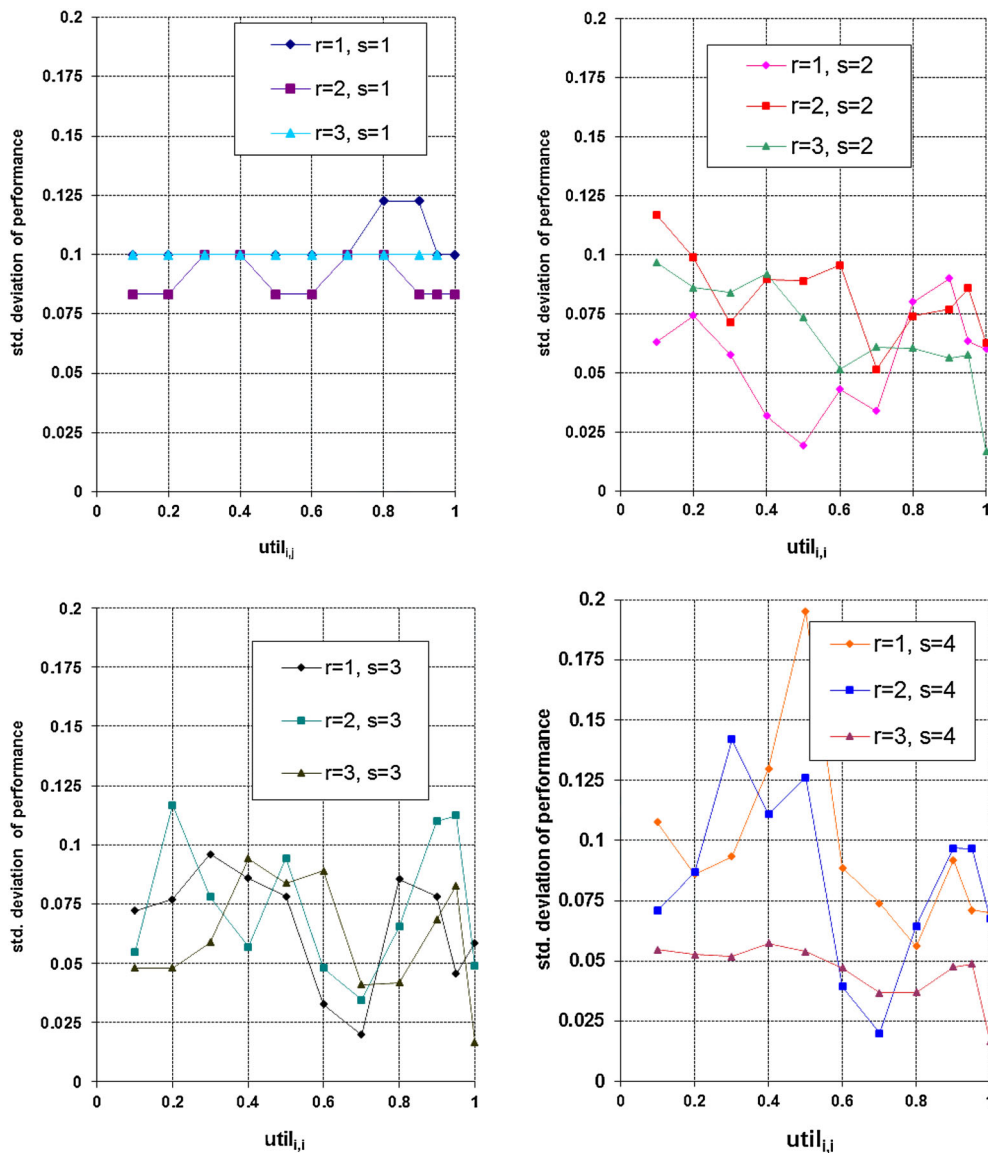 0.2
0.175
0.15
0.125
0.1
0.075
0.05
0.025
0
std. deviation of performance
r=1, s=1
r=2, s=1
r=3, s=1
0 0.2 0.4 0.6 0.8 1
util i,j
0.2
0.175
0.15
0.125
0.1
0.075
0.05
0.025
0
std. deviation of performance
r=1, s=2
r=2, s=2
r=3, s=2
0 0.2 0.4 0.6 0.8 1
util i,i
0.2
0.175
0.15
0.125
0.1
0.075
0.05
0.025
0
std. deviation of performance
r=1, s=3
r=2, s=3
r=3, s=3
0 0.2 0.4 0.6 0.8 1
util i,i
0.2
0.175
0.15
0.125
0.1
0.075
0.05
0.025
0
std. deviation of performance
r=1, s=4
r=2, s=4
r=3, s=4
0 0.2 0.4 0.6 0.8 1
util i,i